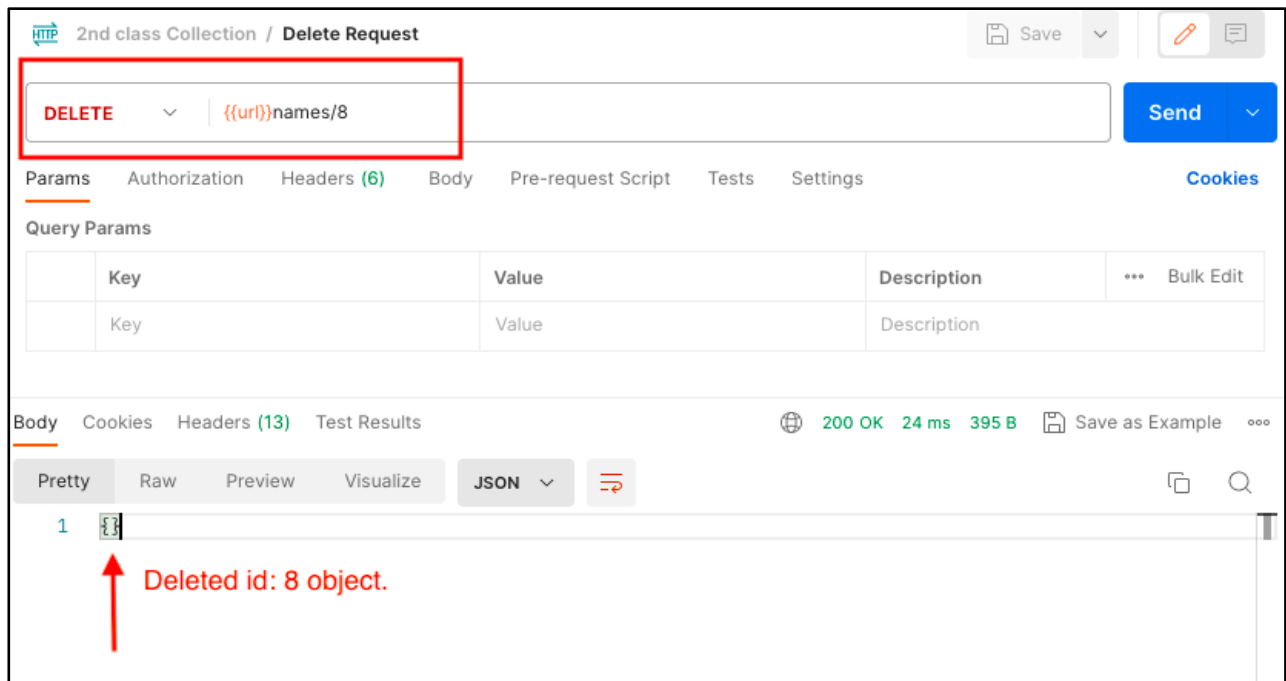 HTTP 2nd class Collection / Delete Request Save
DELETE {{url}}names/8 Send
Params Authorization Headers (6) Body Pre-request Script Tests Settings Cookies
Query Params
Key Value Description ••• Bulk Edit
Key Value Description
Body Cookies Headers (13) Test Results 200 OK 24 ms 395 B Save as Example ooo
Pretty Raw Preview Visualize JSON
1 {}
Deleted id: 8 object.